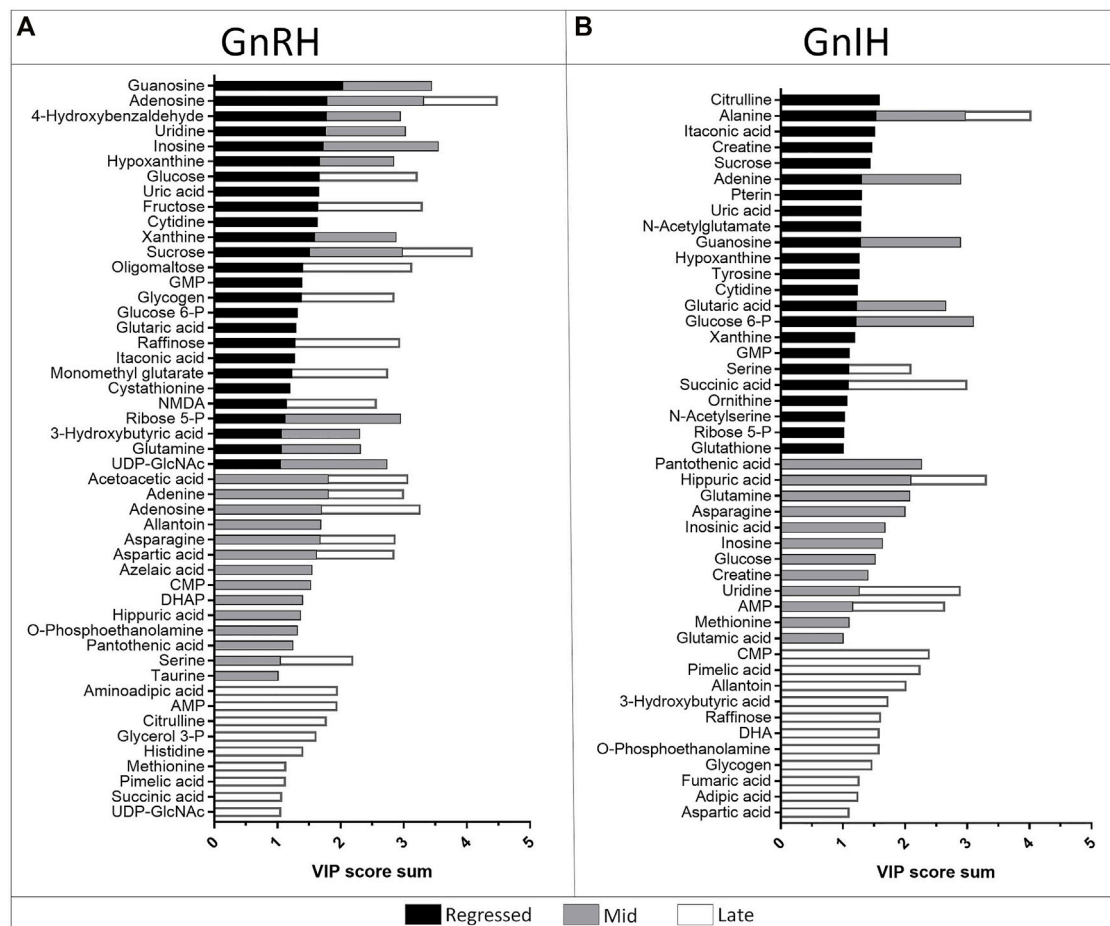 A
GnRH
Guanosine
Adenosine
4-Hydroxybenzaldehyde
Uridine
Inosine
Hypoxanthine
Glucose
Uric acid
Fructose
Cytidine
Xanthine
Sucrose
Oligomaltose
GMP
Glycogen
Glucose 6-P
Glutaric acid
Raffinose
Itaconic acid
Monomethyl glutarate
Cystathionine
NMDA
Ribose 5-P
3-Hydroxybutyric acid
Glutamine
UDP-GlcNAc
Acetoacetic acid
Adenine
Adenosine
Allantoin
Asparagine
Aspartic acid
Azelaic acid
CMP
DHAP
Hippuric acid
O-Phosphoethanolamine
Pantothenic acid
Serine
Taurine
Aminoadipic acid
AMP
Citrulline
Glycerol 3-P
Histidine
Methionine
Pimelic acid
Succinic acid
UDP-GlcNAc
0 1 2 3 4 5
VIP score sum
B
GnIH
Citrulline
Alanine
Itaconic acid
Creatine
Sucrose
Adenine
Pterin
Uric acid
N-Acetylglutamate
Guanosine
Hypoxanthine
Tyrosine
Cytidine
Glutaric acid
Glucose 6-P
Xanthine
GMP
Serine
Succinic acid
Ornithine
N-Acetylserine
Ribose 5-P
Glutathione
Pantothenic acid
Hippuric acid
Glutamine
Asparagine
Inosinic acid
Inosine
Glucose
Creatine
Uridine
AMP
Methionine
Glutamic acid
CMP
Pimelic acid
Allantoin
3-Hydroxybutyric acid
Raffinose
DHA
O-Phosphoethanolamine
Glycogen
Fumaric acid
Adipic acid
Aspartic acid
0 1 2 3 4 5
VIP score sum
Regressed Mid Late